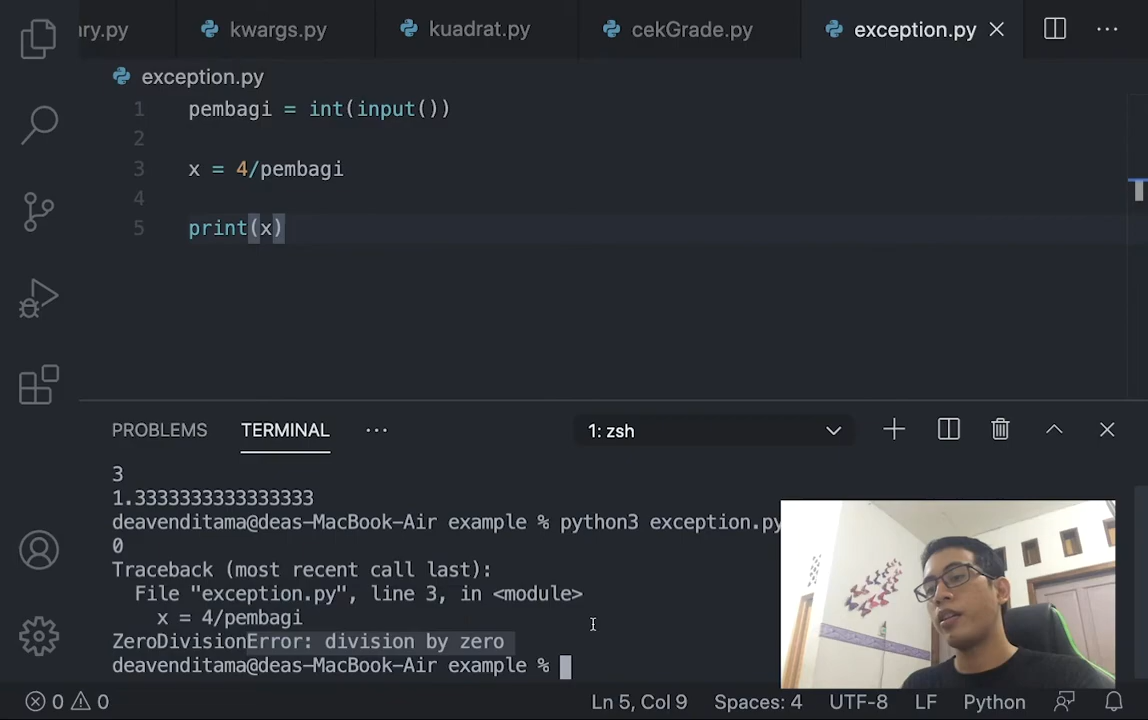 ry.py
kwargs.py
kuadrat.py
cekGrade.py
exception.py
exception.py
1 pembagi = int(input())
2
3 x = 4/pembagi
4
5 print(x)
PROBLEMS
TERMINAL
1: zsh
3
1.3333333333333333
deavenditama@deas-MacBook-Air example % python3 exception.py
0
Traceback (most recent call last):
File "exception.py", line 3, in <module>
x = 4/pembagi
ZeroDivisionError: division by zero
deavenditama@deas-MacBook-Air example %
0
0
Ln 5, Col 9
Spaces: 4
UTF-8
LF
Python